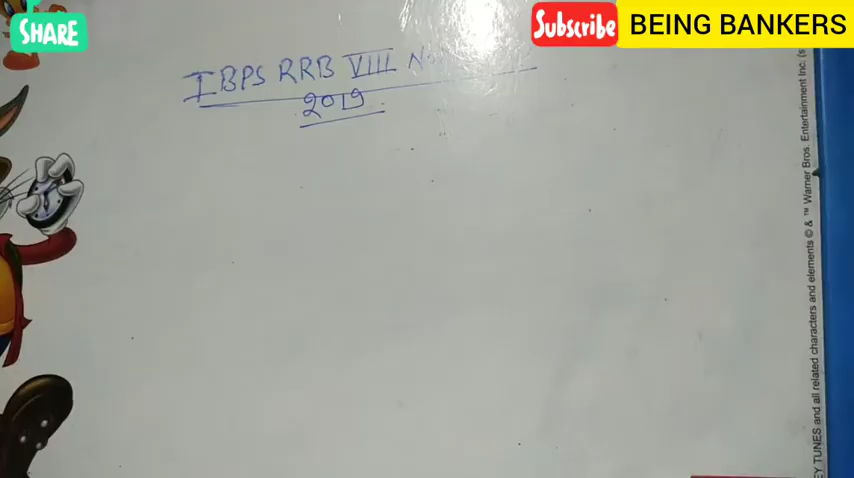 SHARE
Subscribe
BEING BANKERS
IBPS RRB VIII
2019
EY TUNES and all related characters and elements © & ™ Warner Bros. Entertainment Inc. (s